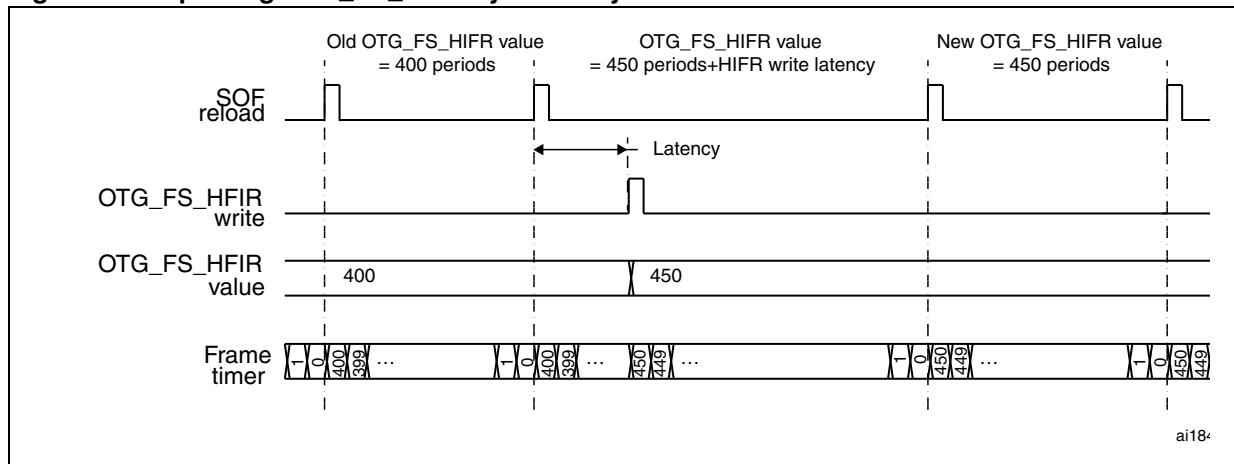 Old OTG_FS_HIFR value
= 400 periods
OTG_FS_HIFR value
= 450 periods+HIFR write latency
New OTG_FS_HIFR value
= 450 periods
SOF
reload
Latency
OTG_FS_HFIR
write
OTG_FS_HFIR
value
400
450
Frame
timer
1 0 400 399 ... 1 0 400 399 ... 450 449 ... 1 0 450 449 ... 1 0 450 449